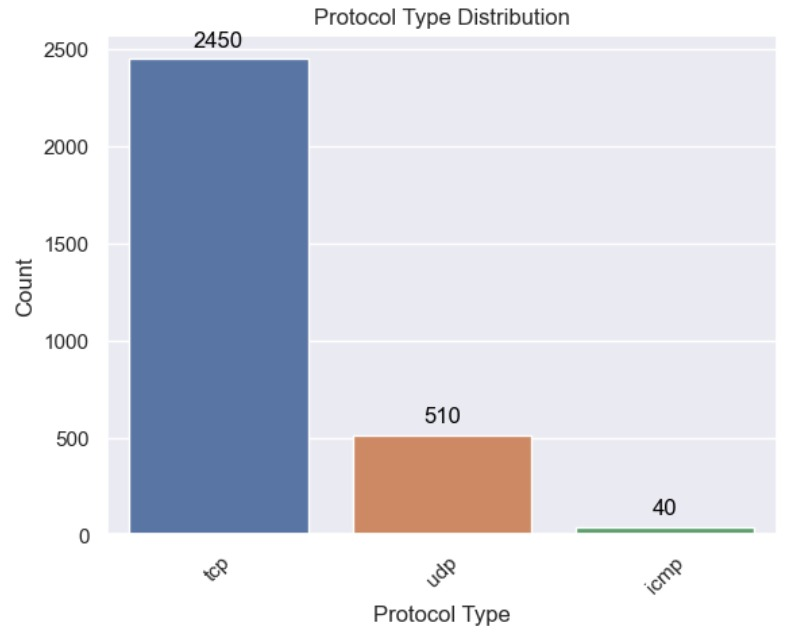 Protocol Type Distribution
2450
2500
2000
1500
1000
510
500
40
0
Count
tcp
udp
icmp
Protocol Type